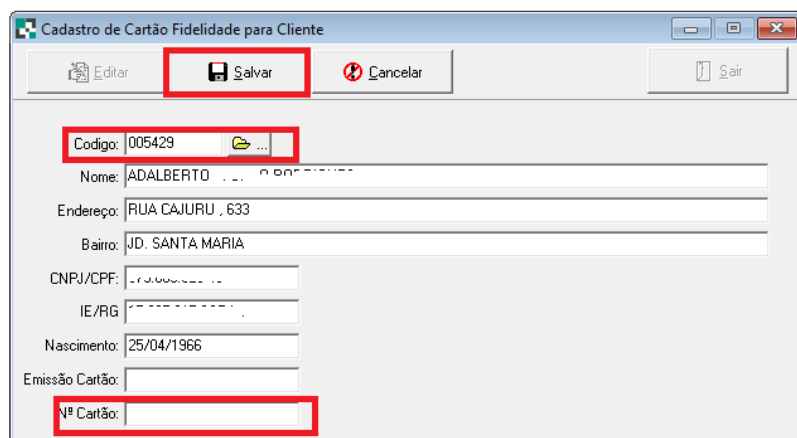 Cadastro de Cartão Fidelidade para Cliente
Editar Salvar Cancelar Sair
Codigo: 005429 ...
Nome: ADALBERTO
Endereço: RUA CAJURU , 633
Bairro: JD. SANTA MARIA
CNPJ/CPF:
IE/RG
Nascimento: 25/04/1966
Emissão Cartão:
Nº Cartão: